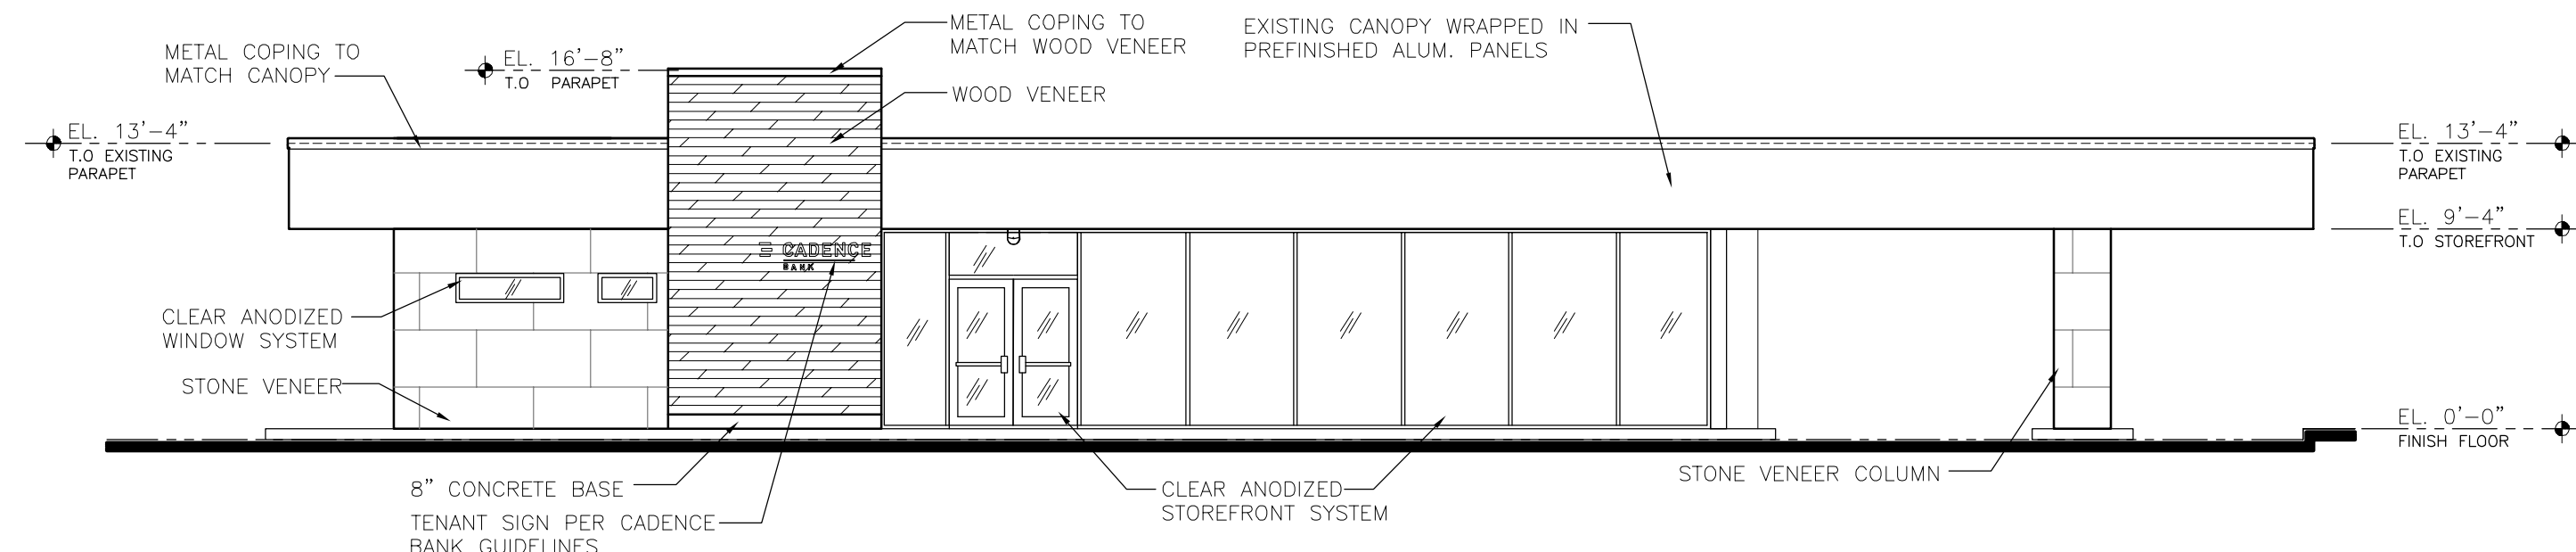 METAL COPING TO
MATCH CANOPY
EL. 16'-8"
T.O PARAPET
METAL COPING TO
MATCH WOOD VENEER
WOOD VENEER
EXISTING CANOPY WRAPPED IN
PREFINISHED ALUM. PANELS
EL. 13'-4"
T.O EXISTING
PARAPET
EL. 13'-4"
T.O EXISTING
PARAPET
EL. 9'-4"
T.O STOREFRONT
CADENCE
BANK
CLEAR ANODIZED
WINDOW SYSTEM
STONE VENEER
EL. 0'-0"
FINISH FLOOR
8" CONCRETE BASE
TENANT SIGN PER CADENCE
BANK GUIDELINES
CLEAR ANODIZED
STOREFRONT SYSTEM
STONE VENEER COLUMN